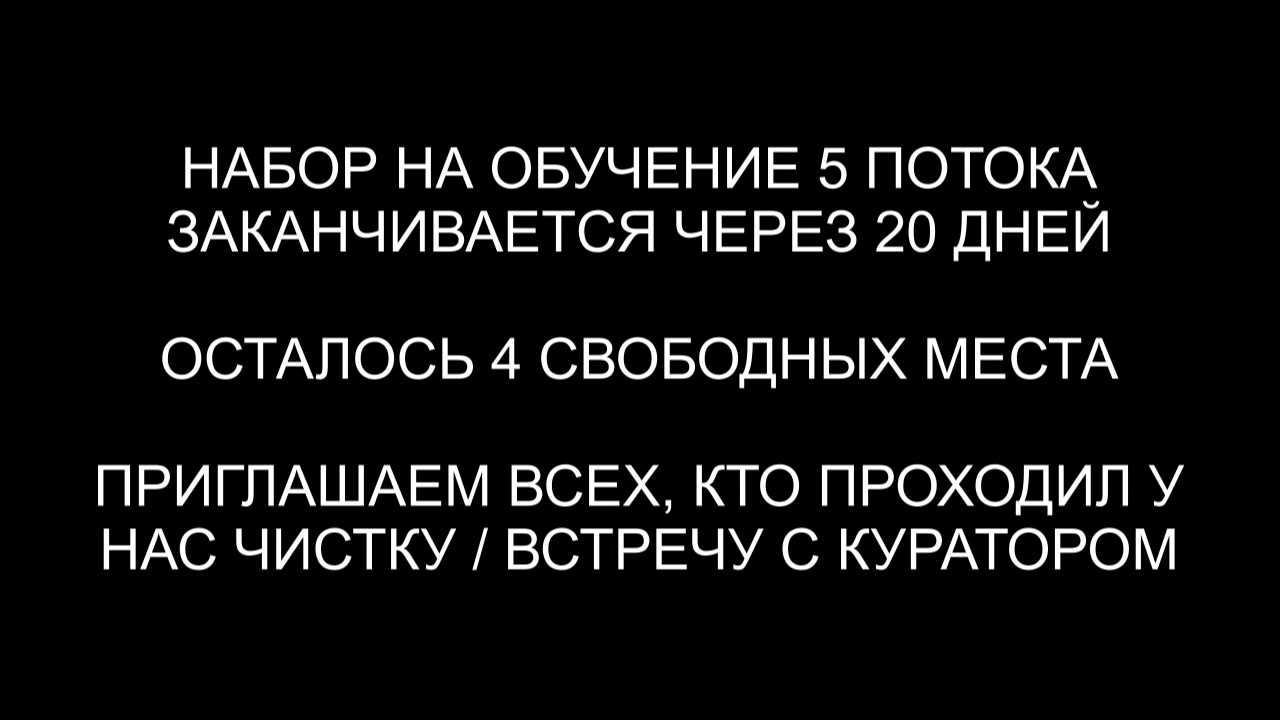 НАБОР НА ОБУЧЕНИЕ 5 ПОТОКА
ЗАКАНЧИВАЕТСЯ ЧЕРЕЗ 20 ДНЕЙ
ОСТАЛОСЬ 4 СВОБОДНЫХ МЕСТА
ПРИГЛАШАЕМ ВСЕХ, КТО ПРОХОДИЛ У
НАС ЧИСТКУ / ВСТРЕЧУ С КУРАТОРОМ